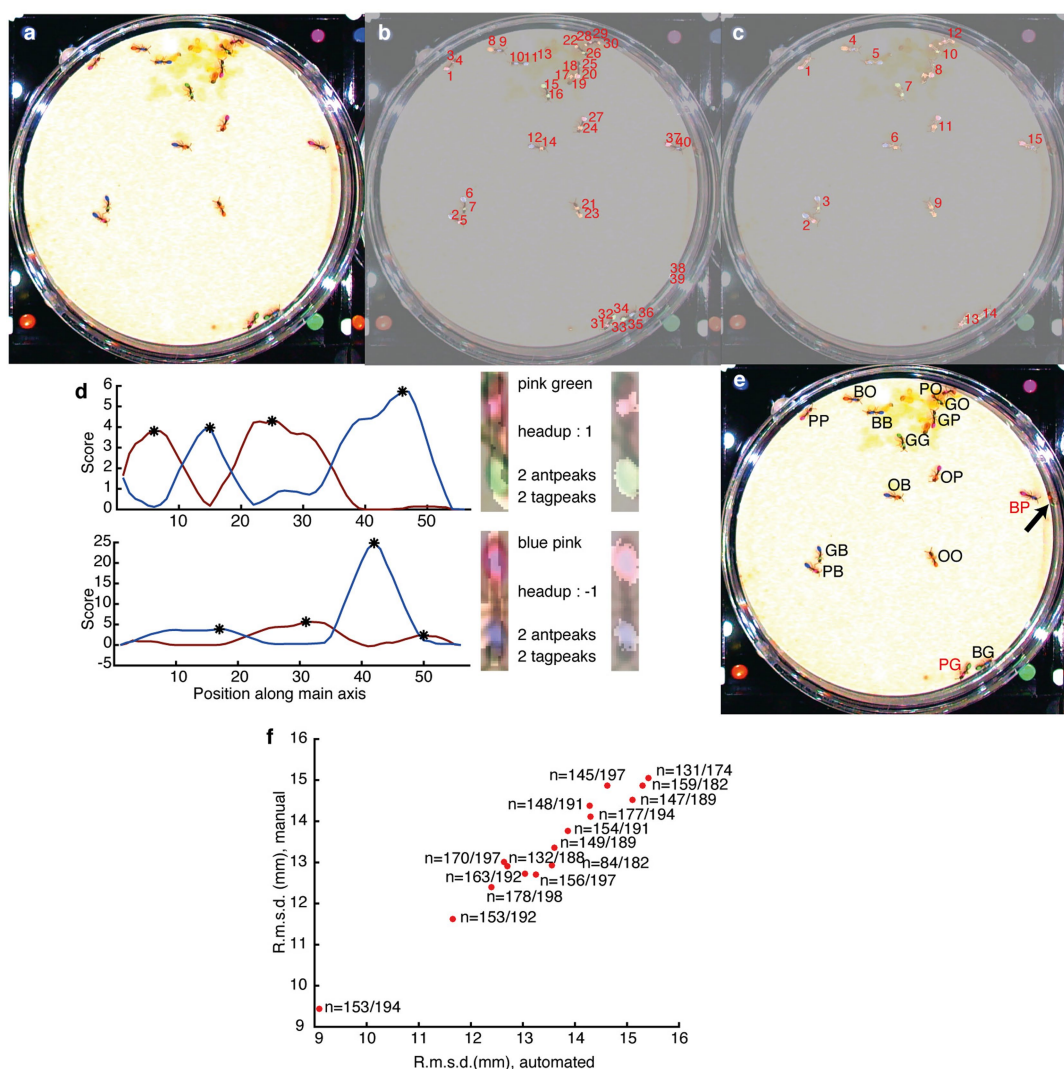 a
b
3
4
1
8
9
10
11
13
22
28
29
30
26
25
18
17
19
20
15
16
27
24
12
14
37
40
6
7
2
5
21
23
38
39
34
32
36
31
33
35
c
12
4
5
10
1
8
7
11
6
15
3
2
9
14
13
d
Score
6
5
4
3
2
1
0
10 20 30 40 50
pink green
headup : 1
2 antpeaks
2 tagpeaks
Score
25
20
15
10
5
0
-5
10 20 30 40 50
Position along main axis
blue pink
headup : -1
2 antpeaks
2 tagpeaks
e
PO
BO
GO
PP
BB
GP
GG
OP
OB
BP
GB
OO
PB
BG
PG
f
R.m.s.d. (mm), manual
16
15
14
13
12
11
10
9
n=145/197
n=131/174
n=159/182
n=148/191
n=147/189
n=177/194
n=154/191
n=149/189
n=170/197
n=132/188
n=84/182
n=163/192
n=156/197
n=178/198
n=153/192
n=153/194
9 10 11 12 13 14 15 16
R.m.s.d.(mm), automated